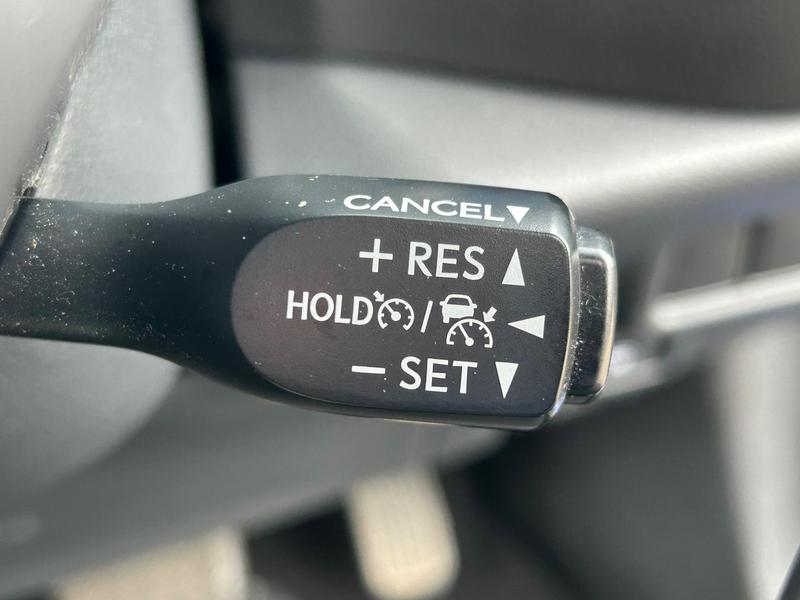 CANCEL▼
+ RES ▲
HOLD / ◀
− SET ▼